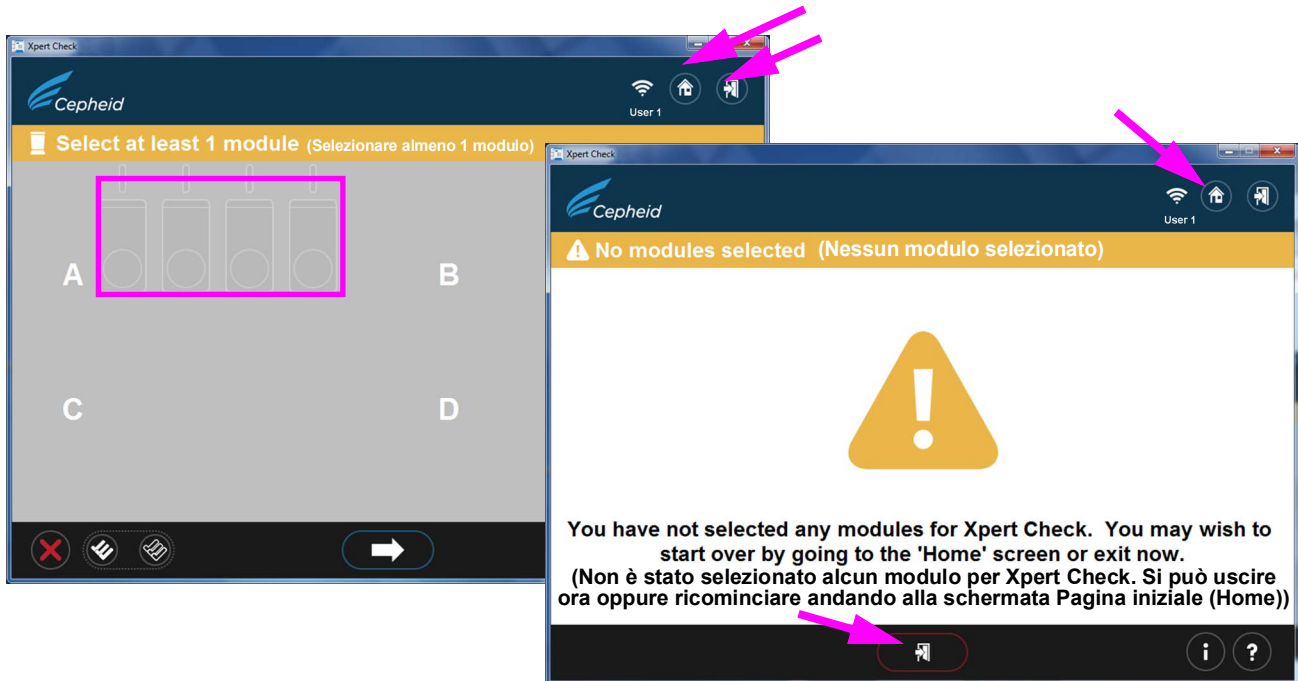 Xpert Check
Cepheid
User 1
Select at least 1 module (Selezionare almeno 1 modulo)
A
B
C
D
Xpert Check
Cepheid
User 1
No modules selected (Nessun modulo selezionato)
You have not selected any modules for Xpert Check. You may wish to
start over by going to the 'Home' screen or exit now.
(Non è stato selezionato alcun modulo per Xpert Check. Si può uscire
ora oppure ricominciare andando alla schermata Pagina iniziale (Home))
i ?